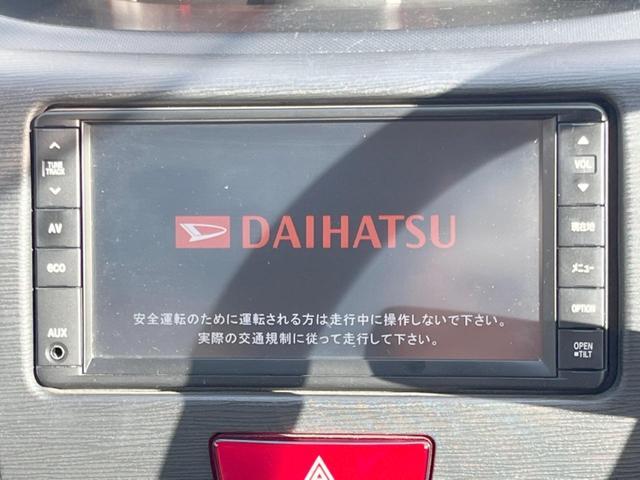 TUNE
TRACK
AV
eco
AUX
DAIHATSU
安全運転のために運転される方は走行中に操作しないで下さい。
実際の交通規制に従って走行して下さい。
VOL
現在地
メニュー
OPTION
OPEN
TILT